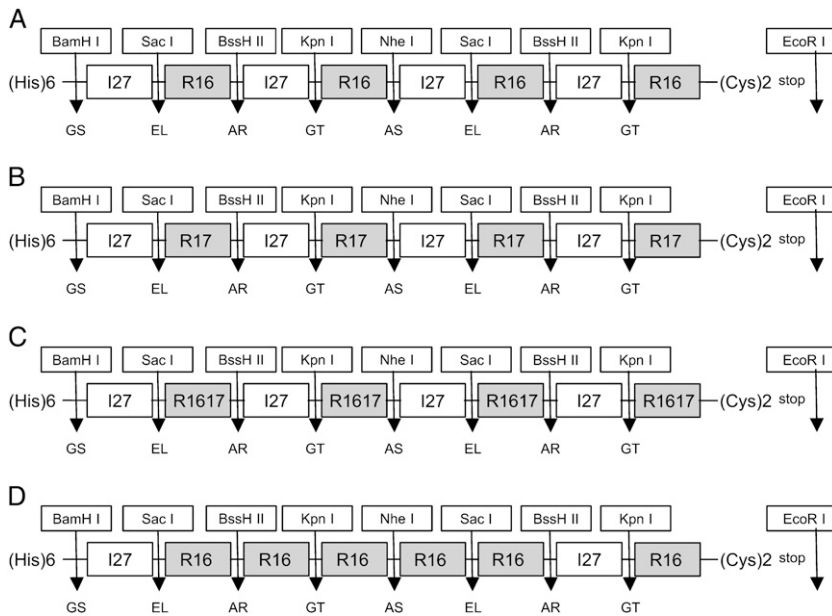 A
BamH I Sac I BssH II Kpn I Nhe I Sac I BssH II Kpn I EcoR I
(His)6 I27 R16 I27 R16 I27 R16 I27 R16 (Cys)2 stop
GS EL AR GT AS EL AR GT
B
BamH I Sac I BssH II Kpn I Nhe I Sac I BssH II Kpn I EcoR I
(His)6 I27 R17 I27 R17 I27 R17 I27 R17 (Cys)2 stop
GS EL AR GT AS EL AR GT
C
BamH I Sac I BssH II Kpn I Nhe I Sac I BssH II Kpn I EcoR I
(His)6 I27 R1617 I27 R1617 I27 R1617 I27 R1617 (Cys)2 stop
GS EL AR GT AS EL AR GT
D
BamH I Sac I BssH II Kpn I Nhe I Sac I BssH II Kpn I EcoR I
(His)6 I27 R16 R16 R16 R16 R16 I27 R16 (Cys)2 stop
GS EL AR GT AS EL AR GT